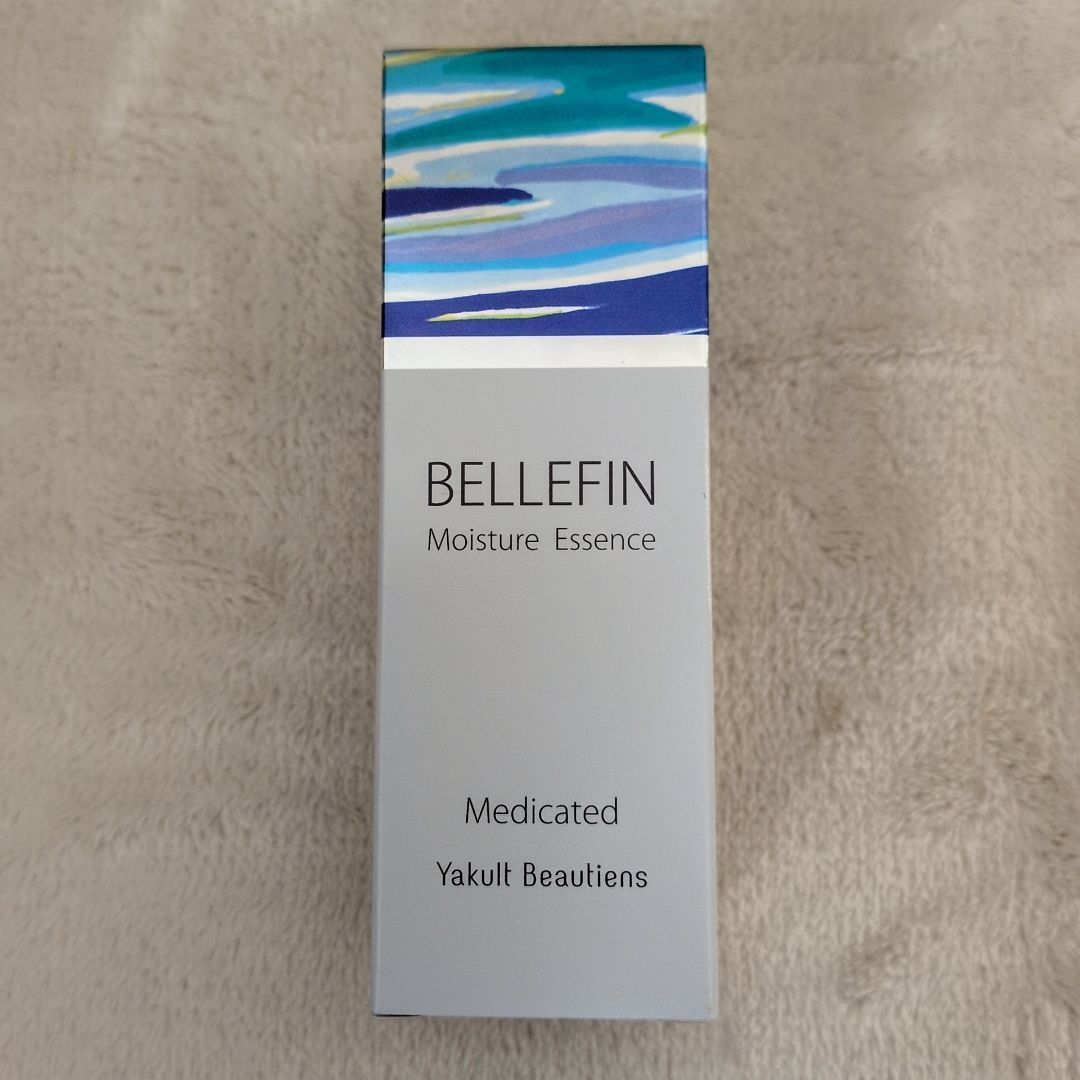 BELLEFIN
Moisture Essence
Medicated
Yakult Beautiens